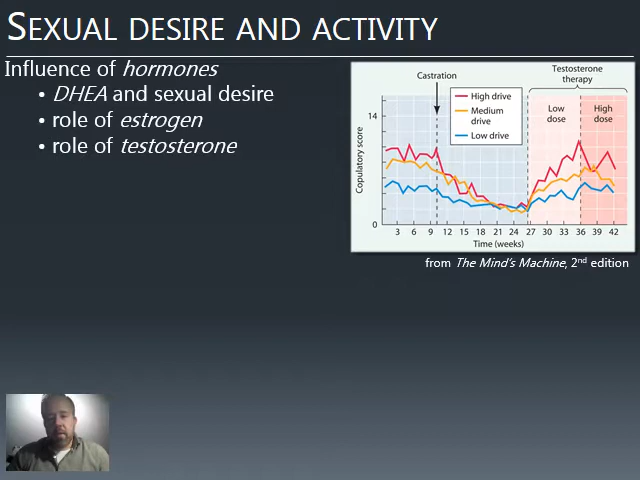 SEXUAL DESIRE AND ACTIVITY
Influence of hormones
• DHEA and sexual desire
• role of estrogen
• role of testosterone
Castration
Testosterone
therapy
High drive
Medium
drive
Low drive
Low
dose
High
dose
Copulatory score
14
0
3 6 9 12 15 18 21 24 27 30 33 36 39 42
Time (weeks)
from The Mind's Machine, 2nd edition